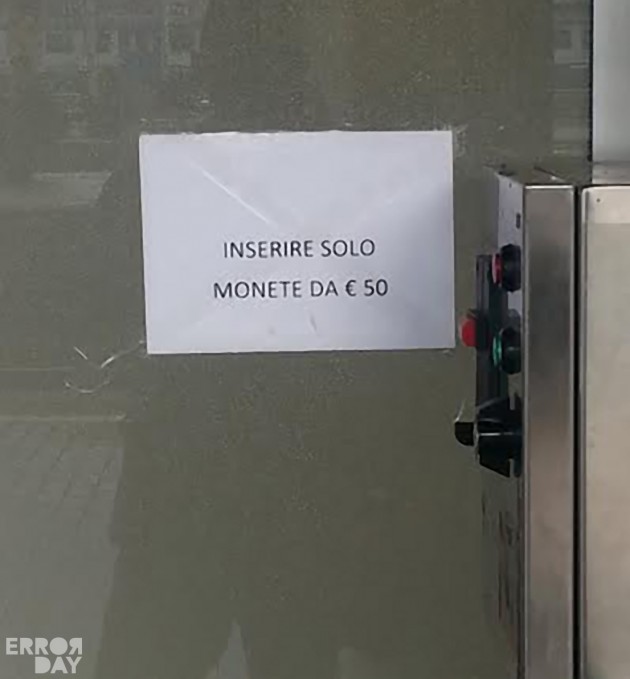 INSERIRE SOLO
MONETE DA € 50
ERROR
DAY